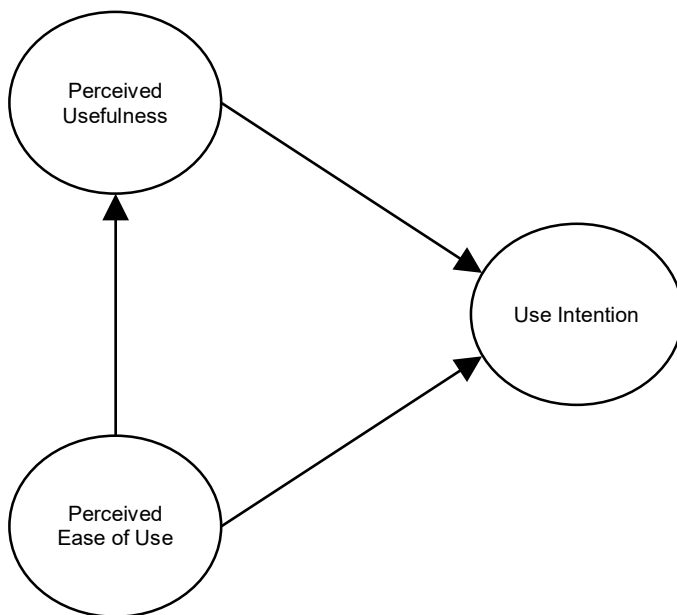 Perceived
Usefulness
Use Intention
Perceived
Ease of Use